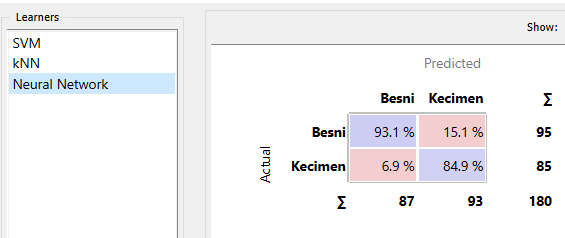 Learners
SVM
kNN
Neural Network
Show:
Predicted
Besni Kecimen ∑
Actual
Besni 93.1 % 15.1 % 95
Kecimen 6.9 % 84.9 % 85
∑ 87 93 180